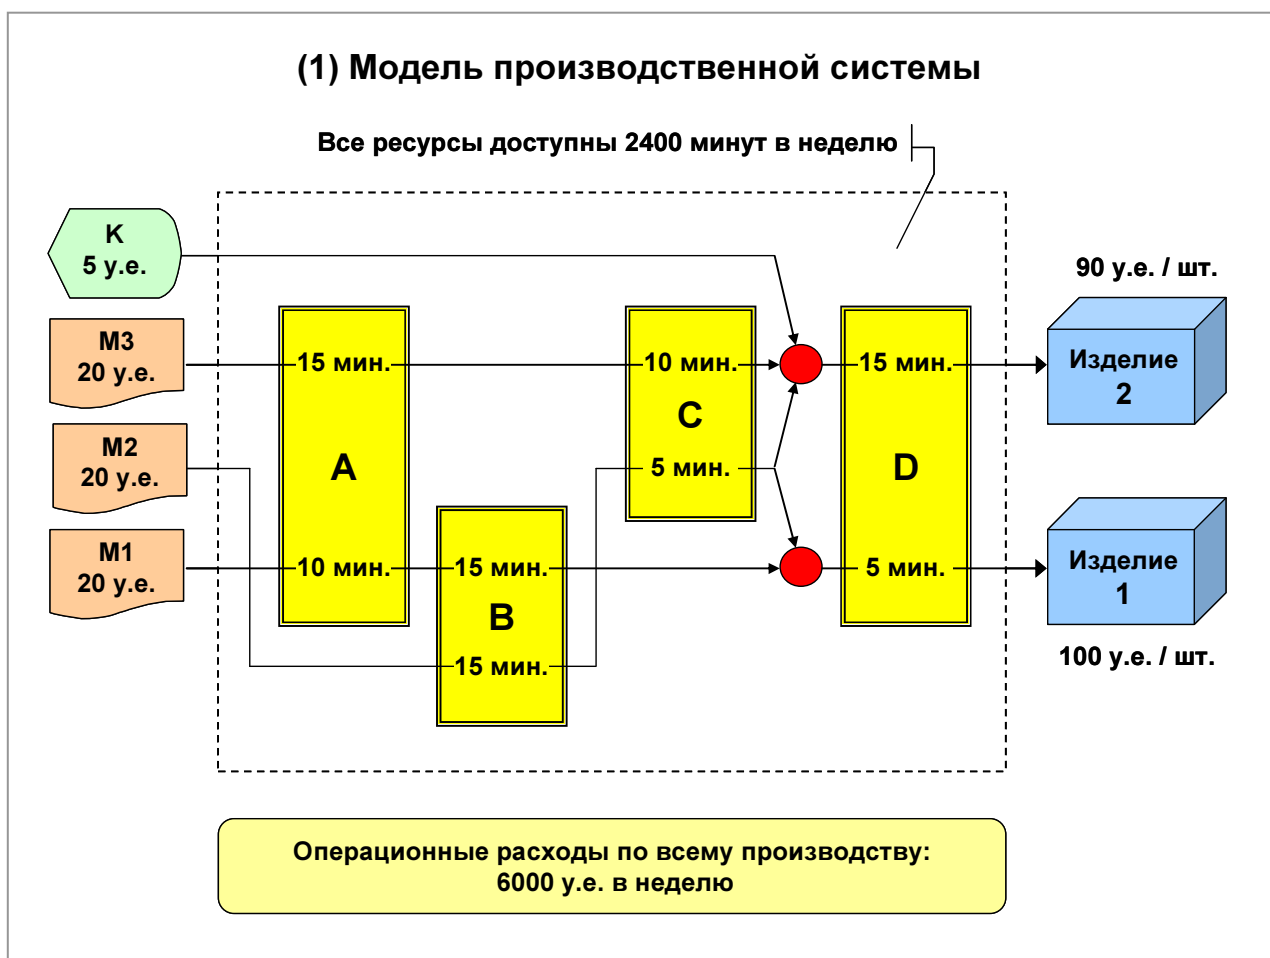 (1) Модель производственной системы
Все ресурсы доступны 2400 минут в неделю
K
5 у.е.
90 у.е. / шт.
М3
20 у.е.
15 мин.
10 мин.
15 мин.
Изделие
2
C
М2
20 у.е.
A
5 мин.
D
М1
20 у.е.
10 мин.
15 мин.
5 мин.
Изделие
1
B
15 мин.
100 у.е. / шт.
Операционные расходы по всему производству:
6000 у.е. в неделю